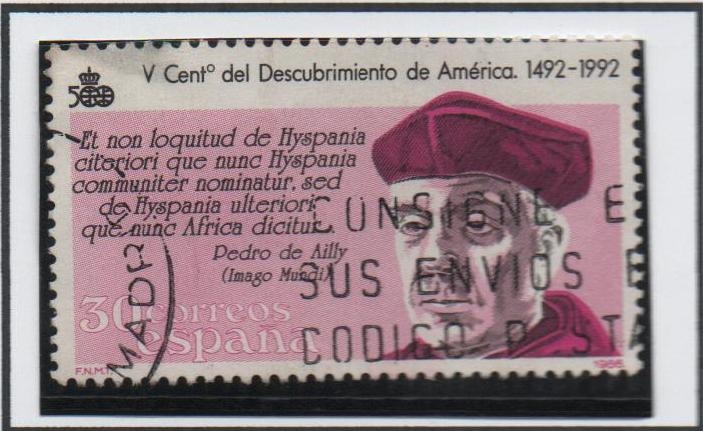 V Centº del Descubrimiento de América. 1492-1992
500
Et non loquitud de Hyspania
citeriori que nunc Hyspania
communiter nominatur, sed
de Hyspania ulteriori
que nunc Africa dicitur.
Pedro de Ailly
(Imago Mundi)
30 correos
españa
F.N.M.T.
1986
MADRID
CONSIGNE E
SUS ENVIOS
CODIGO P STA